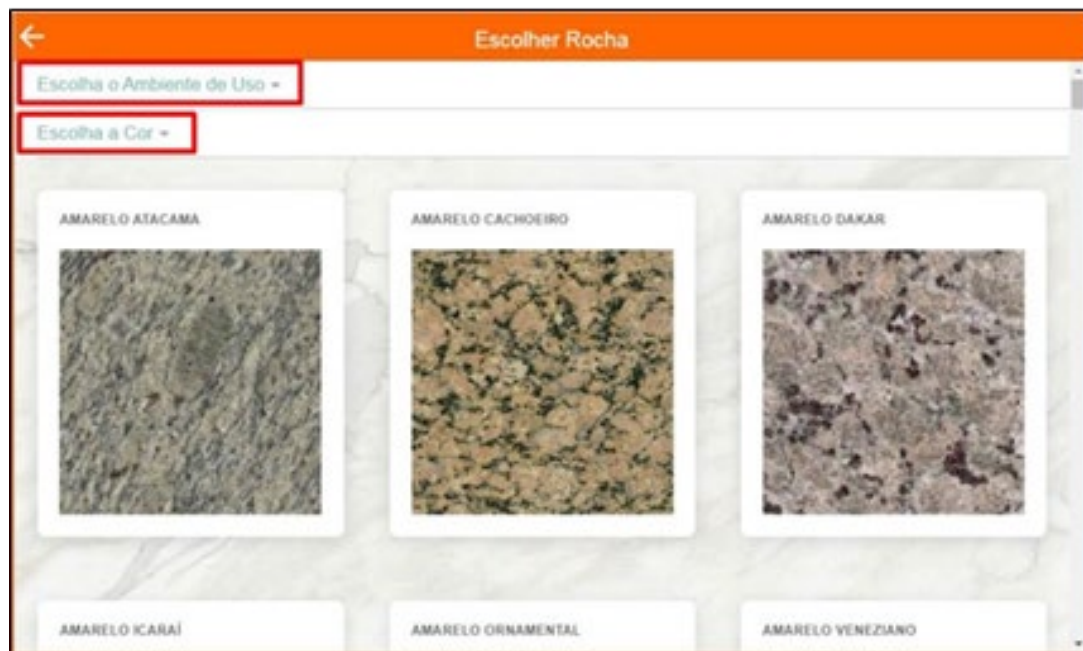 Escolher Rocha
Escolha o Ambiente de Uso
Escolha a Cor
AMARELO ATACAMA
AMARELO CACHOEIRO
AMARELO DAKAR
AMARELO ICARAÍ
AMARELO ORNAMENTAL
AMARELO VENEZIANO